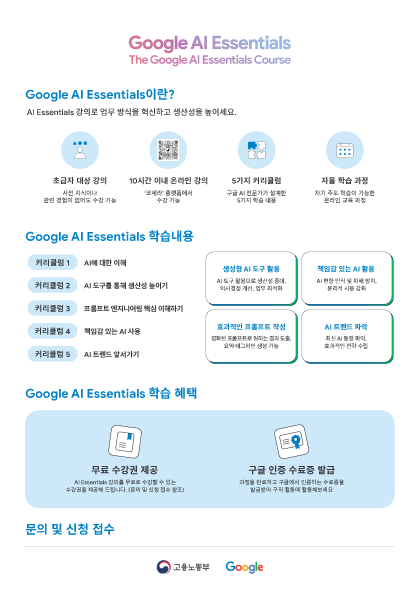 Google AI Essentials
The Google AI Essentials Course
Google AI Essentials이란?
AI Essentials 강의로 업무 방식을 혁신하고 생산성을 높이세요.
초급자 대상 강의
사전 지식이나
관련 경험이 없어도 수강 가능
10시간 이내 온라인 강의
'코세라' 플랫폼에서
수강 가능
5가지 커리큘럼
구글 AI 전문가가 설계한
5가지 학습 내용
자율 학습 과정
자기 주도 학습이 가능한
온라인 교육 과정
Google AI Essentials 학습내용
커리큘럼 1 AI에 대한 이해
커리큘럼 2 AI 도구를 통해 생산성 높이기
커리큘럼 3 프롬프트 엔지니어링 핵심 이해하기
커리큘럼 4 책임감 있는 AI 사용
커리큘럼 5 AI 트렌드 앞서가기
생성형 AI 도구 활용
AI 도구 활용으로 생산성 증대,
의사결정 개선, 업무 최적화
책임감 있는 AI 활용
AI 편향 인식 및 피해 방지,
윤리적 사용 강화
효과적인 프롬프트 작성
명확한 프롬프트로 원하는 결과 도출,
요약·태그라인 생성 가능
AI 트렌드 파악
최신 AI 동향 파악,
효과적인 전략 수립
Google AI Essentials 학습 혜택
무료 수강권 제공
AI Essentials 강의를 무료로 수강할 수 있는
수강권을 제공해 드립니다. (문의 및 신청 접수 참조)
구글 인증 수료증 발급
과정을 완료하고 구글에서 인증하는 수료증을
발급받아 구직 활동에 활용해보세요
문의 및 신청 접수
고용노동부
Google